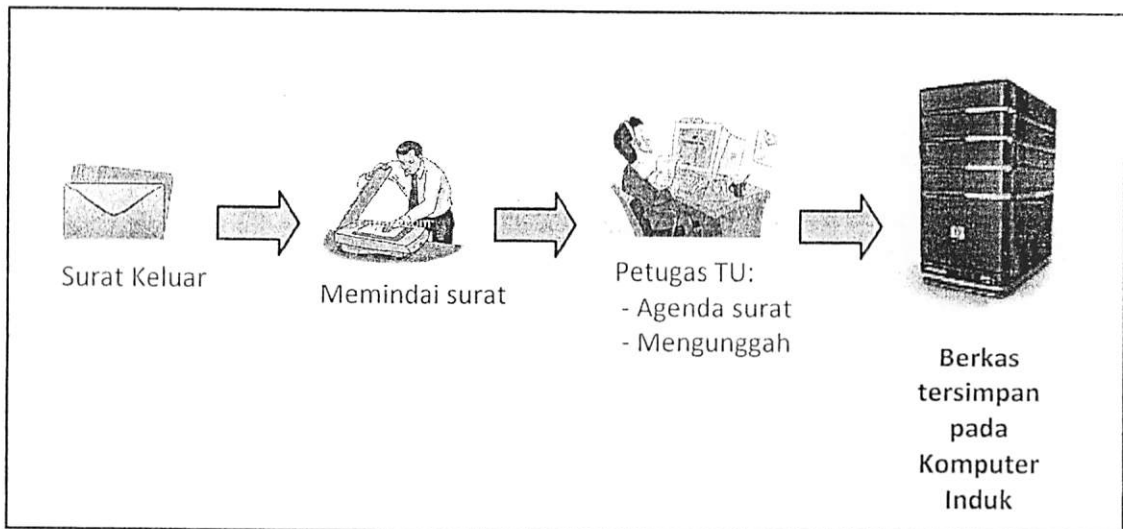 Surat Keluar
Memindai surat
Petugas TU:
- Agenda surat
- Mengunggah
Berkas
tersimpan
pada
Komputer
Induk